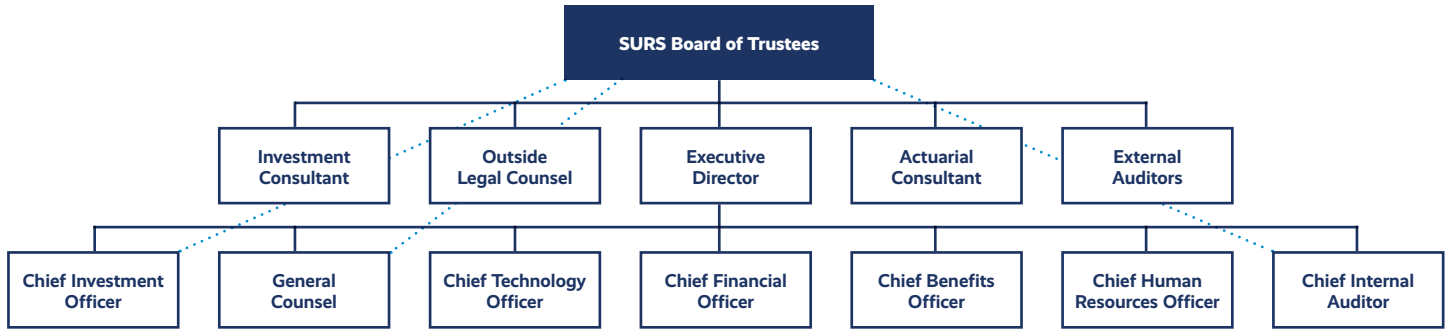 SURS Board of Trustees
Investment
Consultant
Outside
Legal Counsel
Executive
Director
Actuarial
Consultant
External
Auditors
Chief Investment
Officer
General
Counsel
Chief Technology
Officer
Chief Financial
Officer
Chief Benefits
Officer
Chief Human
Resources Officer
Chief Internal
Auditor